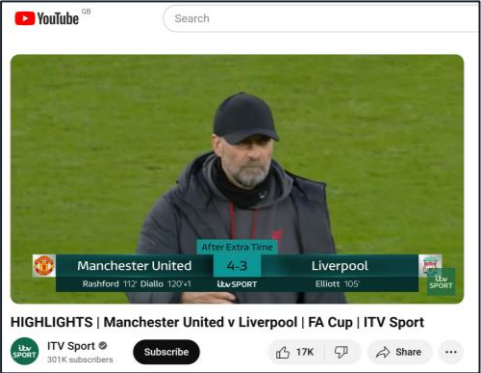 YouTube GB
Search
After Extra Time
Manchester United 4-3 Liverpool
Rashford 112' Diallo 120'+1 itv SPORT Elliott 105'
itv SPORT
HIGHLIGHTS | Manchester United v Liverpool | FA Cup | ITV Sport
itv SPORT
ITV Sport
301K subscribers
Subscribe
17K
Share